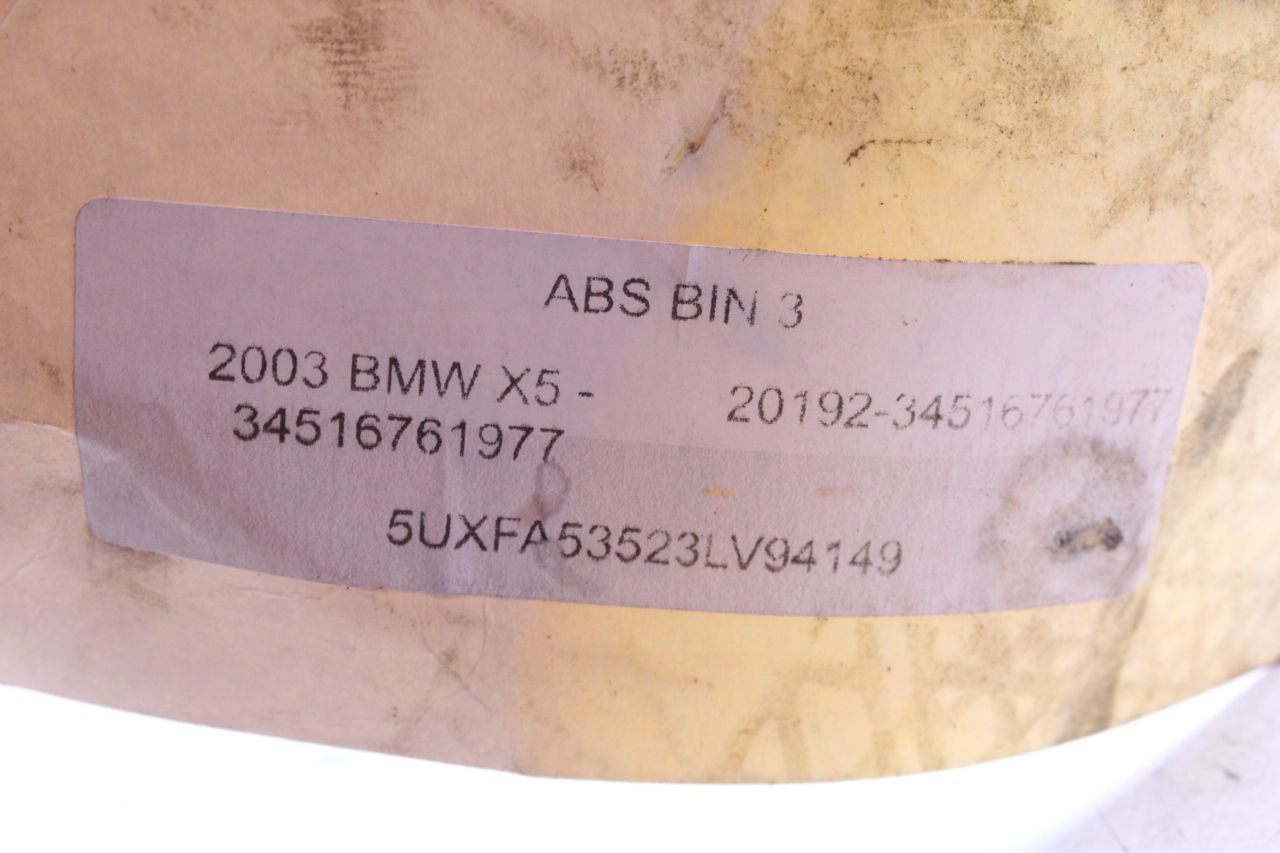 ABS BIN 3
2003 BMW X5 -
34516761977
20192-34516761977
5UXFA53523LV94149